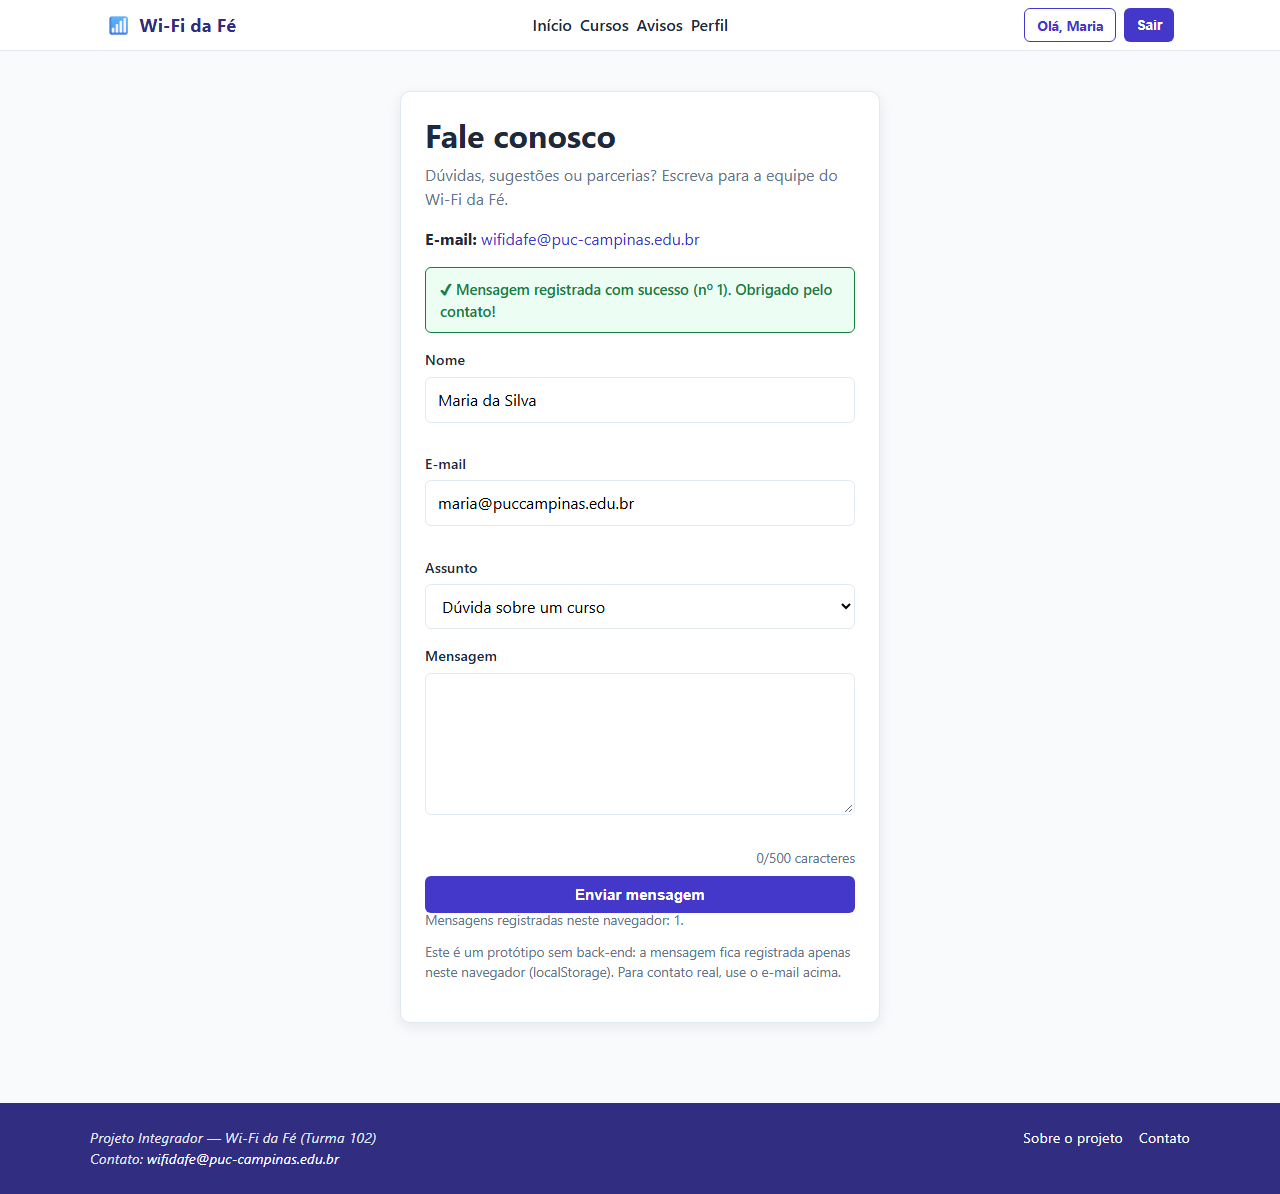 Wi-Fi da Fé
Início Cursos Avisos Perfil
Olá, Maria
Sair
Fale conosco
Dúvidas, sugestões ou parcerias? Escreva para a equipe do
Wi-Fi da Fé.
E-mail: wifidafe@puc-campinas.edu.br
✔ Mensagem registrada com sucesso (nº 1). Obrigado pelo
contato!
Nome
Maria da Silva
E-mail
maria@puccampinas.edu.br
Assunto
Dúvida sobre um curso
Mensagem
0/500 caracteres
Enviar mensagem
Mensagens registradas neste navegador: 1.
Este é um protótipo sem back-end: a mensagem fica registrada apenas
neste navegador (localStorage). Para contato real, use o e-mail acima.
Projeto Integrador — Wi-Fi da Fé (Turma 102)
Contato: wifidafe@puc-campinas.edu.br
Sobre o projeto
Contato